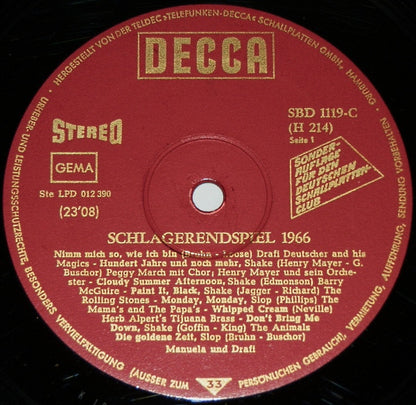 HERGESTELLT VON DER TELDEC »TELEFUNKEN-DECCA« SCHALLPLATTEN GMBH., HAMBURG ·
URHEBER- UND LEISTUNGSSCHUTZRECHTE BESONDERS VORBEHALTEN
VERVIELFÄLTIGUNG (AUSSER ZUM PERSÖNLICHEN GEBRAUCH), VERMIETUNG, AUFFÜHRUNG, SENDUNG
DECCA
STEREO
SBD 1119-C
(H 214)
Seite 1
GEMA
SONDER-
AUFLAGE
FÜR DEN
DEUTSCHEN
SCHALLPLATTEN-
CLUB
Ste LPD 012 390
(23'08)
SCHLAGERENDSPIEL 1966
Nimm mich so, wie ich bin (Bruhn - Loose) Drafi Deutscher and his
Magics - Hundert Jahre und noch mehr, Shake (Henry Mayer - G.
Buschor) Peggy March mit Chor; Henry Mayer und sein Orche-
ster - Cloudy Summer Afternoon, Shake (Edmonson) Barry
McGuire - Paint It, Black, Shake (Jagger - Richard) The
Rolling Stones - Monday, Monday, Slop (Phillips) The
Mama's and The Papa's - Whipped Cream (Neville)
Herb Alpert's Tijuana Brass - Don't Bring Me
Down, Shake (Goffin - King) The Animals
Die goldene Zeit, Slop (Bruhn - Buschor)
Manuela und Drafi
33